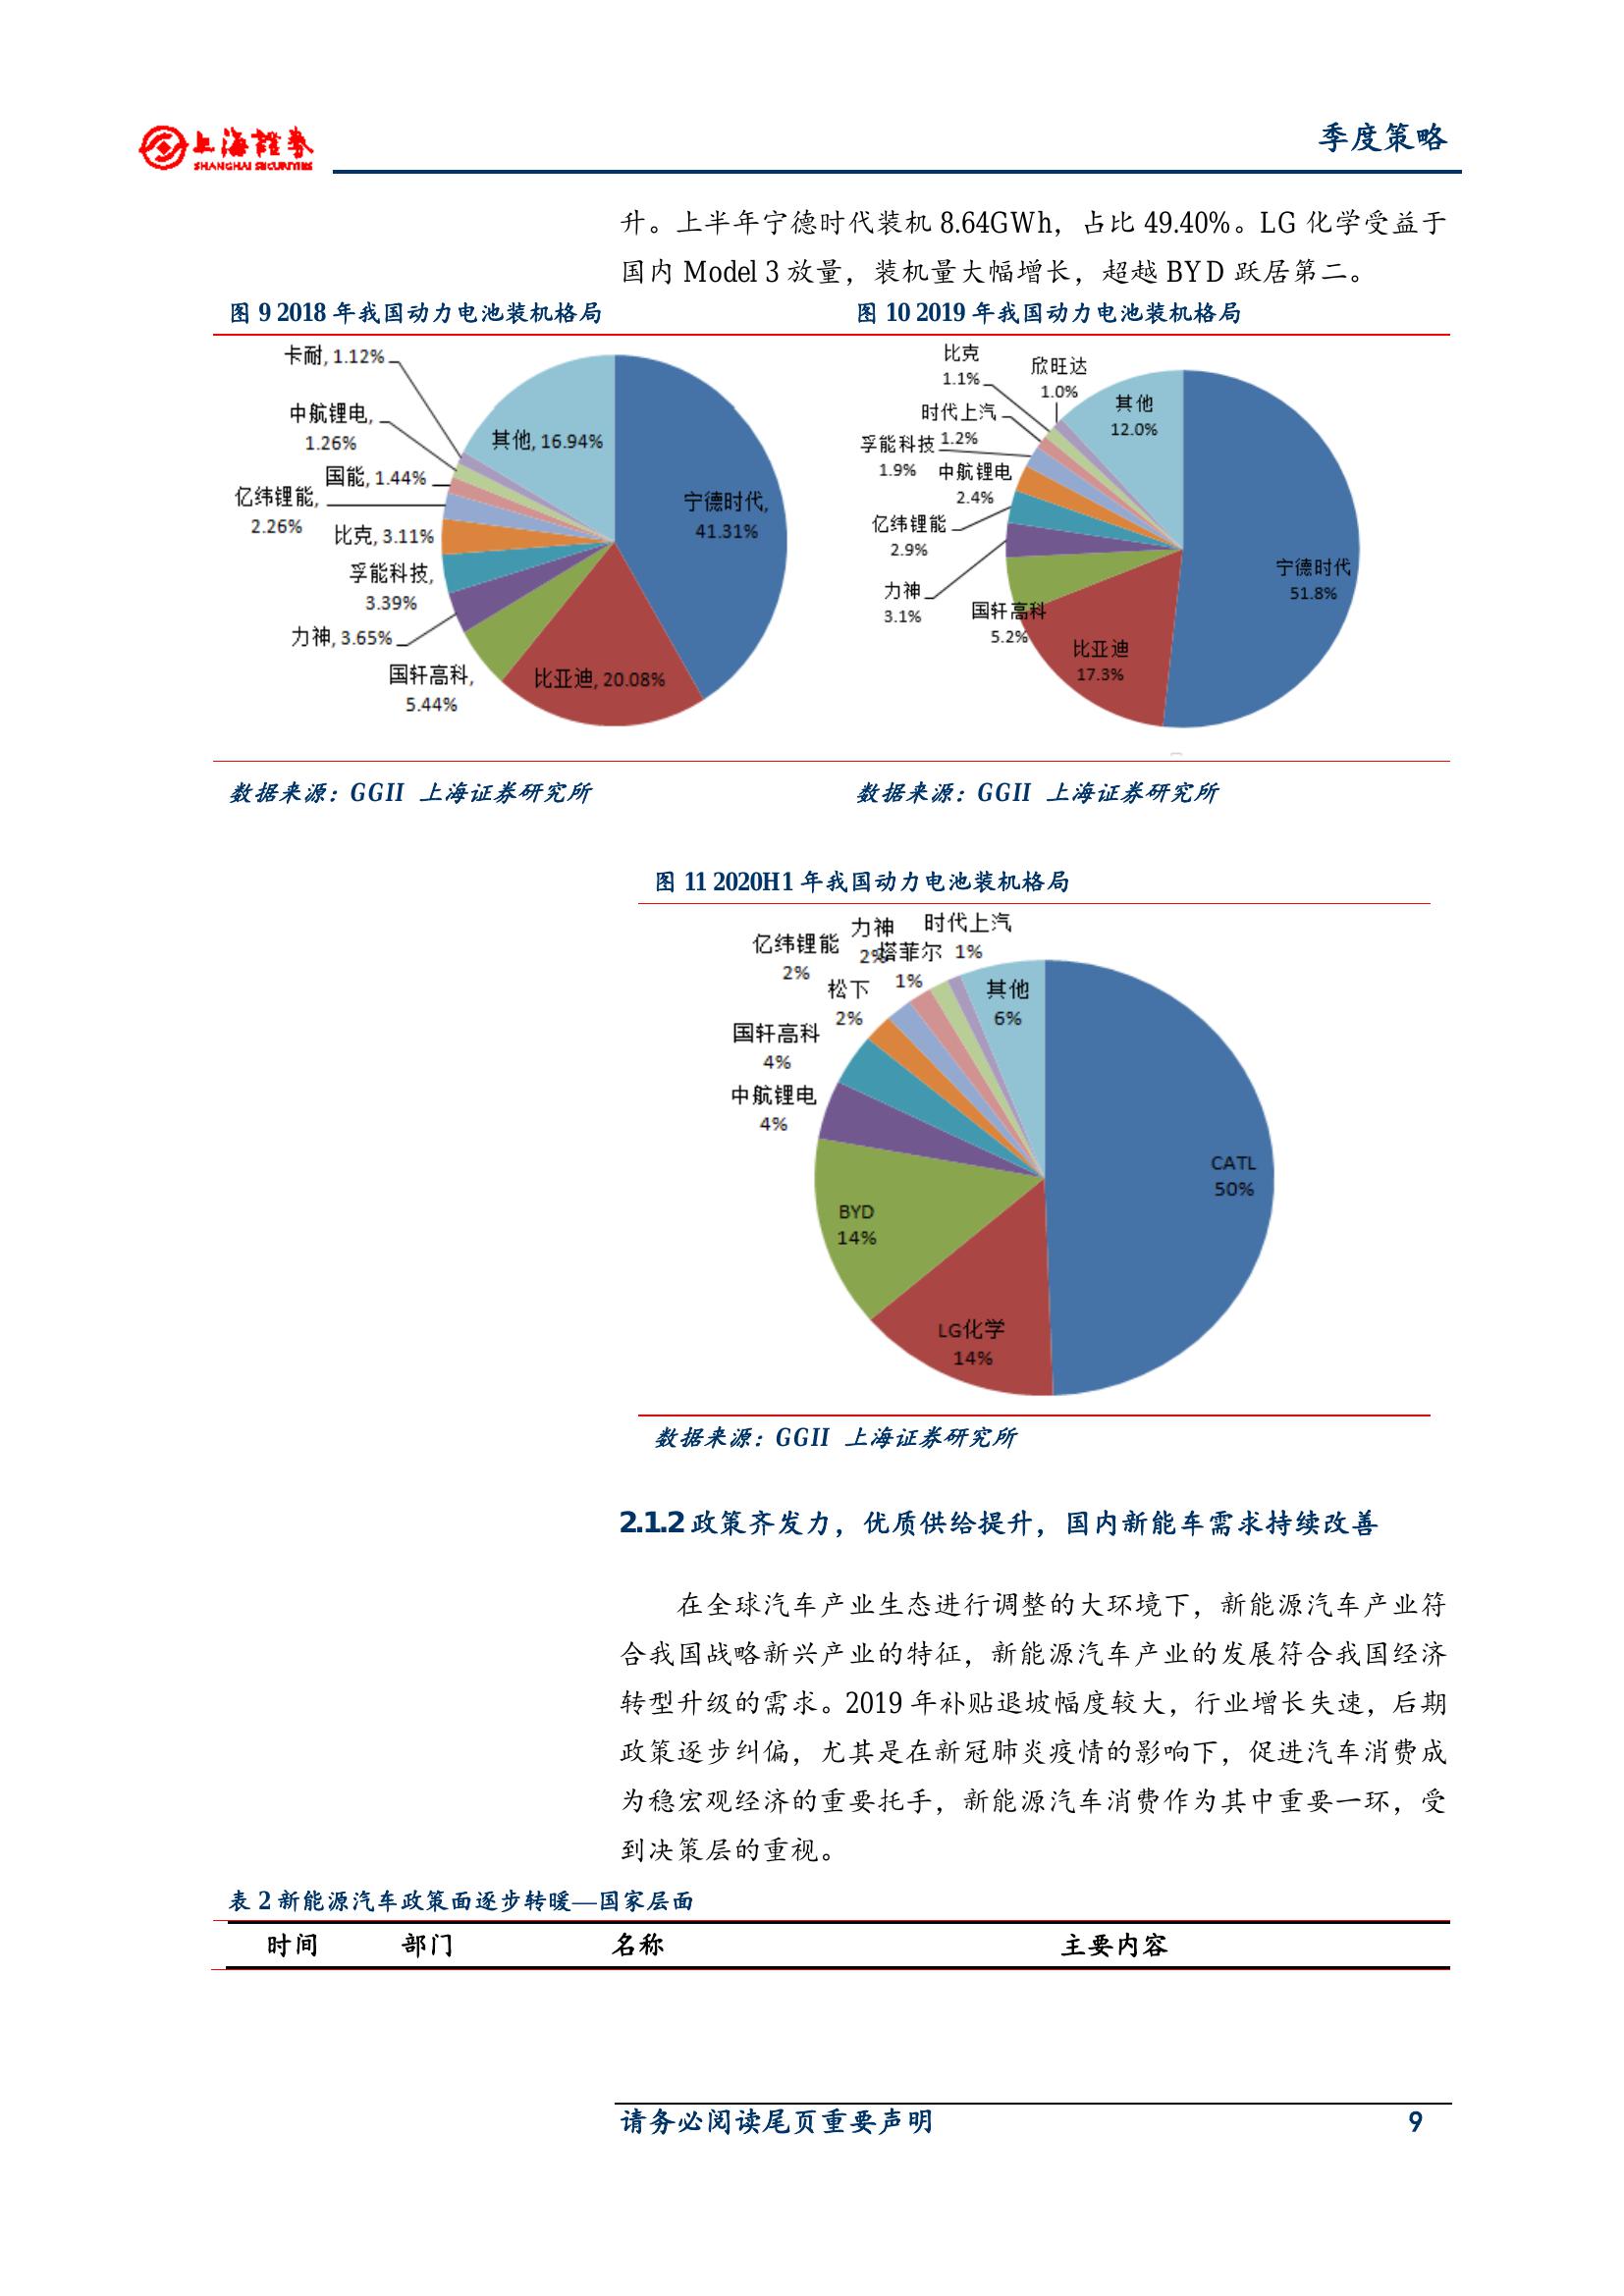 上海證券
SHANGHAI SECURITIES
季度策略
升。上半年宁德时代装机 8.64GWh，占比 49.40%。LG 化学受益于
国内 Model 3 放量，装机量大幅增长，超越 BYD 跃居第二。
图 9 2018 年我国动力电池装机格局
卡耐, 1.12%
中航锂电,
1.26%
国能, 1.44%
亿纬锂能,
2.26%
比克, 3.11%
孚能科技,
3.39%
力神, 3.65%
国轩高科,
5.44%
其他, 16.94%
宁德时代,
41.31%
比亚迪, 20.08%
数据来源：GGII 上海证券研究所
图 10 2019 年我国动力电池装机格局
比克
1.1%
欣旺达
1.0%
时代上汽
1.2%
孚能科技
1.9%
中航锂电
2.4%
亿纬锂能
2.9%
力神
3.1%
国轩高科
5.2%
其他
12.0%
宁德时代
51.8%
比亚迪
17.3%
数据来源：GGII 上海证券研究所
图 11 2020H1 年我国动力电池装机格局
时代上汽
1%
力神
2%
塔菲尔
1%
亿纬锂能
2%
松下
2%
国轩高科
4%
中航锂电
4%
其他
6%
CATL
50%
BYD
14%
LG化学
14%
数据来源：GGII 上海证券研究所
2.1.2 政策齐发力，优质供给提升，国内新能车需求持续改善
在全球汽车产业生态进行调整的大环境下，新能源汽车产业符
合我国战略新兴产业的特征，新能源汽车产业的发展符合我国经济
转型升级的需求。2019 年补贴退坡幅度较大，行业增长失速，后期
政策逐步纠偏，尤其是在新冠肺炎疫情的影响下，促进汽车消费成
为稳宏观经济的重要托手，新能源汽车消费作为其中重要一环，受
到决策层的重视。
表 2 新能源汽车政策面逐步转暖—国家层面
时间 部门 名称 主要内容
请务必阅读尾页重要声明 9